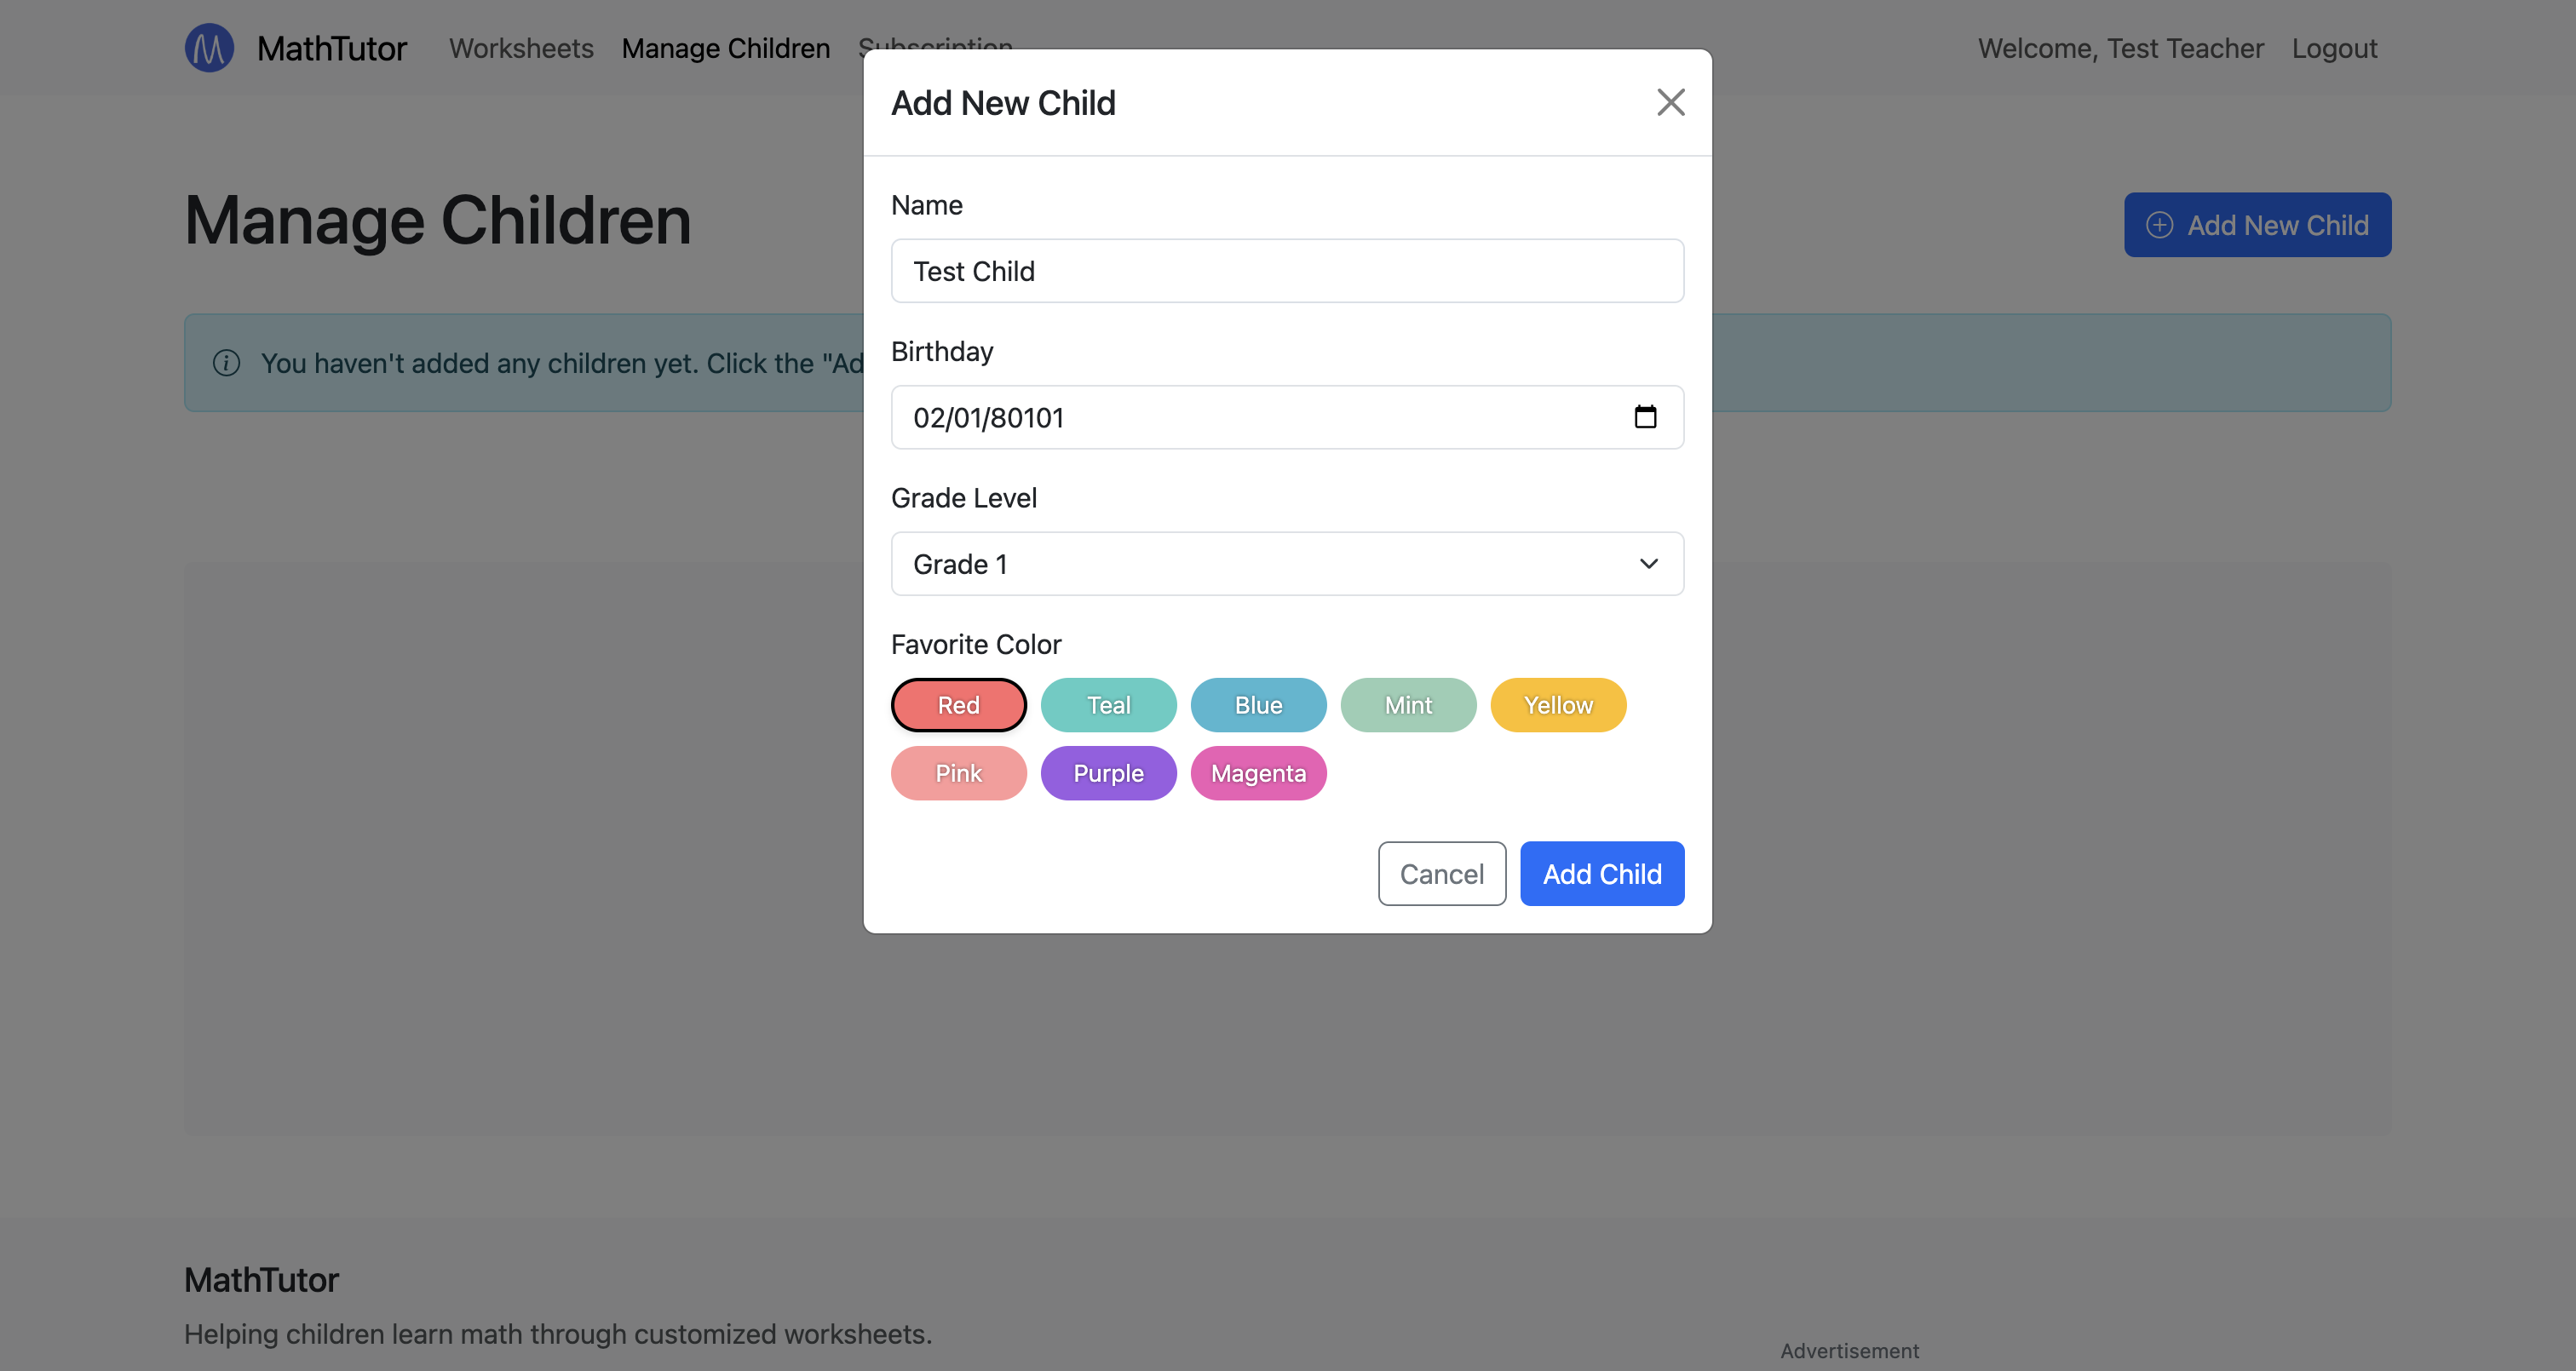 MathTutor Worksheets Manage Children Subscription Welcome, Test Teacher Logout
Add New Child
Manage Children
Add New Child
You haven't added any children yet. Click the "Ad
Name
Test Child
Birthday
02/01/80101
Grade Level
Grade 1
Favorite Color
Red Teal Blue Mint Yellow
Pink Purple Magenta
Cancel Add Child
MathTutor
Helping children learn math through customized worksheets.
Advertisement